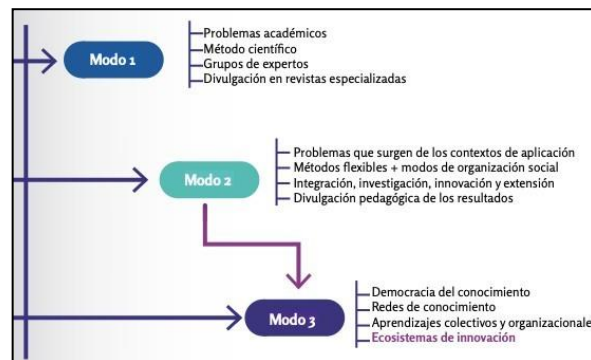 Modo 1
Problemas académicos
Método científico
Grupos de expertos
Divulgación en revistas especializadas
Modo 2
Problemas que surgen de los contextos de aplicación
Métodos flexibles + modos de organización social
Integración, investigación, innovación y extensión
Divulgación pedagógica de los resultados
Modo 3
Democracia del conocimiento
Redes de conocimiento
Aprendizajes colectivos y organizacionale
Ecosistemas de innovación